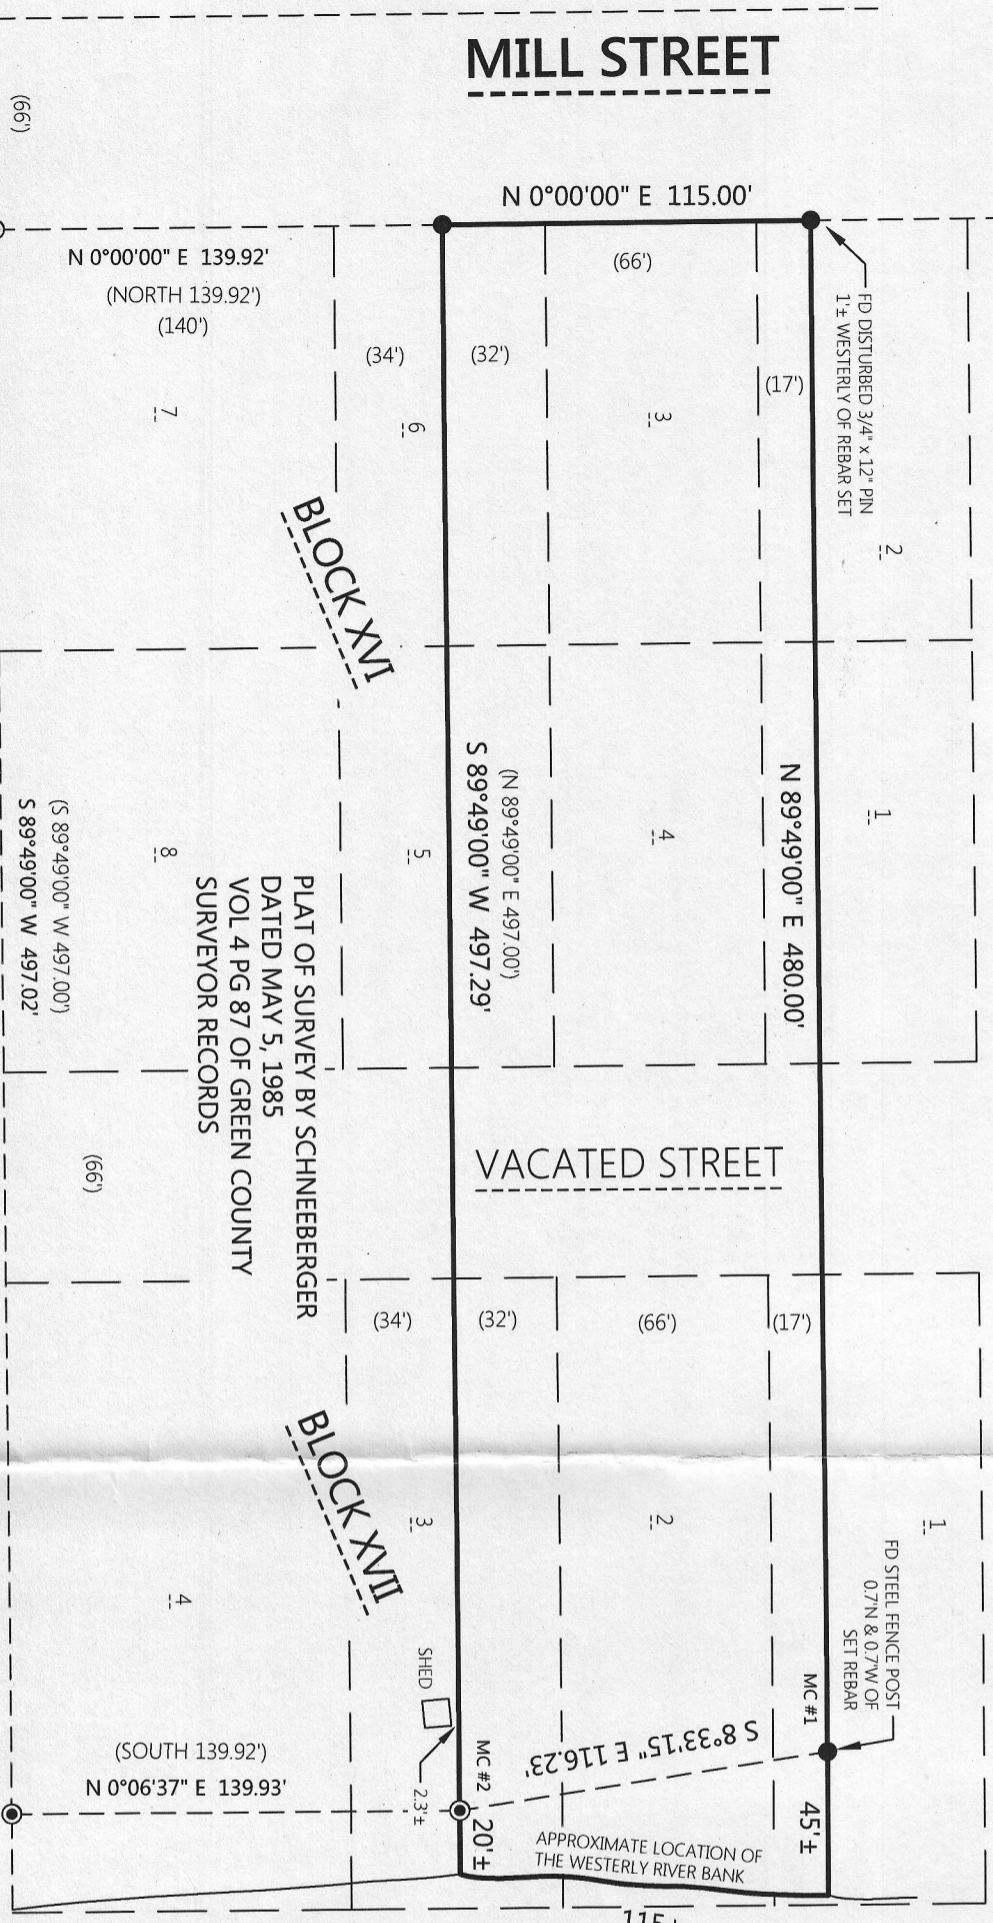 MILL STREET
(66')
N 0°00'00" E 115.00'
N 0°00'00" E 139.92'
(NORTH 139.92')
(140')
(66')
(34')
(32')
(17')
FD DISTURBED 3/4" x 12" PIN
1'± WESTERLY OF REBAR SET
7
6
3
2
BLOCK XVI
N 89°49'00" E 480.00'
(N 89°49'00" E 497.00')
S 89°49'00" W 497.29'
(S 89°49'00" W 497.00')
S 89°49'00" W 497.02'
8
5
4
1
PLAT OF SURVEY BY SCHNEEBERGER
DATED MAY 5, 1985
VOL 4 PG 87 OF GREEN COUNTY
SURVEYOR RECORDS
VACATED STREET
(66')
(34')
(32')
(66')
(17')
BLOCK XVII
4
3
2
1
FD STEEL FENCE POST
0.7'N & 0.7'W OF
SET REBAR
SHED
MC #1
S 8°33'15" E 116.23'
MC #2
2.3'±
(SOUTH 139.92')
N 0°06'37" E 139.93'
20'±
45'±
APPROXIMATE LOCATION OF
THE WESTERLY RIVER BANK